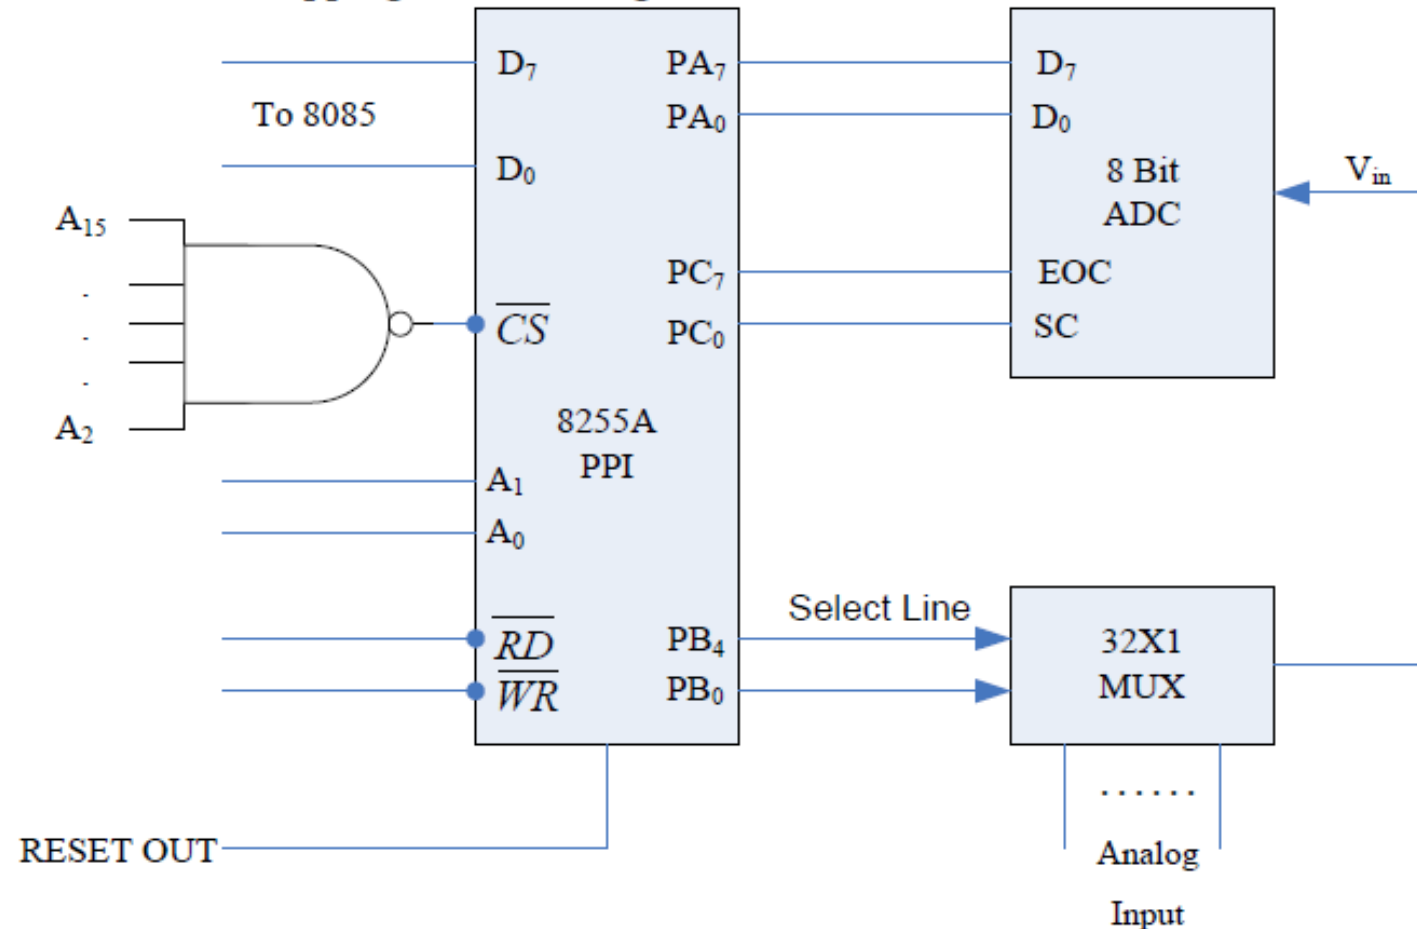 D₇
PA₇
D₇
To 8085
PA₀
D₀
D₀
8 Bit
ADC
Vin
A₁₅
.
.
.
PC₇
EOC
CS
PC₀
SC
A₂
8255A
PPI
A₁
A₀
Select Line
RD
PB₄
32X1
WR
PB₀
MUX
......
RESET OUT
Analog
Input